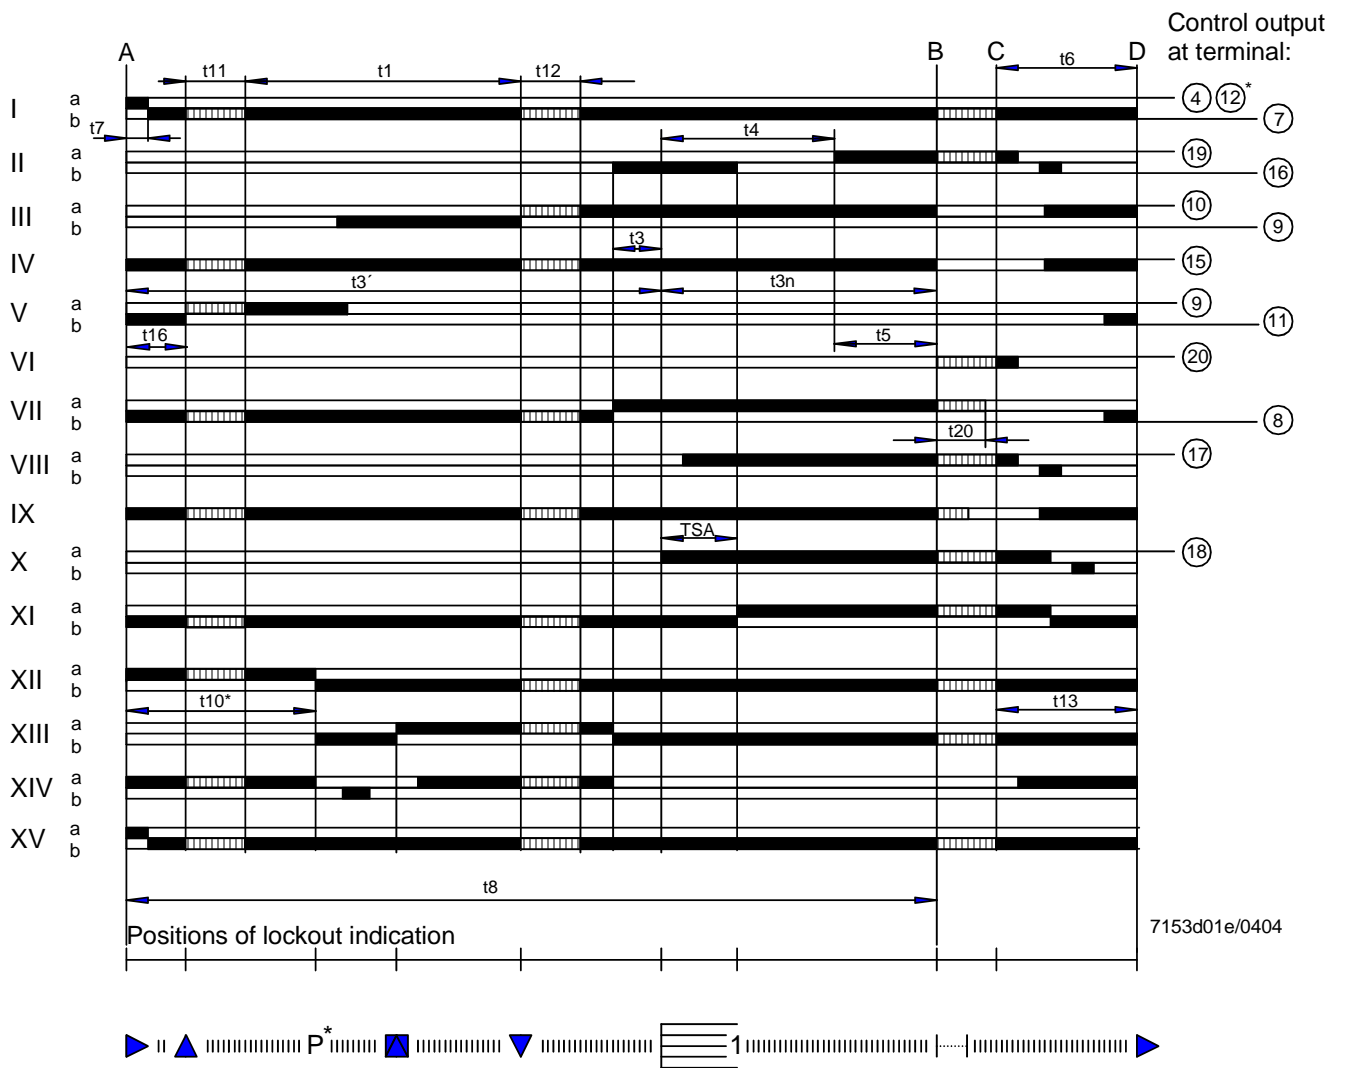 Control output
at terminal:
A B C D
t11 t1 t12 t6
I a b 4 12* 7
t7 t4
II a b 19 16
III a b 10 9
t3
IV 15
t3´ t3n
V a b 9 11
t16 t5
VI 20
VII a b 8
t20
VIII a b 17
IX
TSA
X a b 18
XI a b
XII a b
t10* t13
XIII a b
XIV a b
XV a b
t8
Positions of lockout indication
7153d01e/0404
P* 1